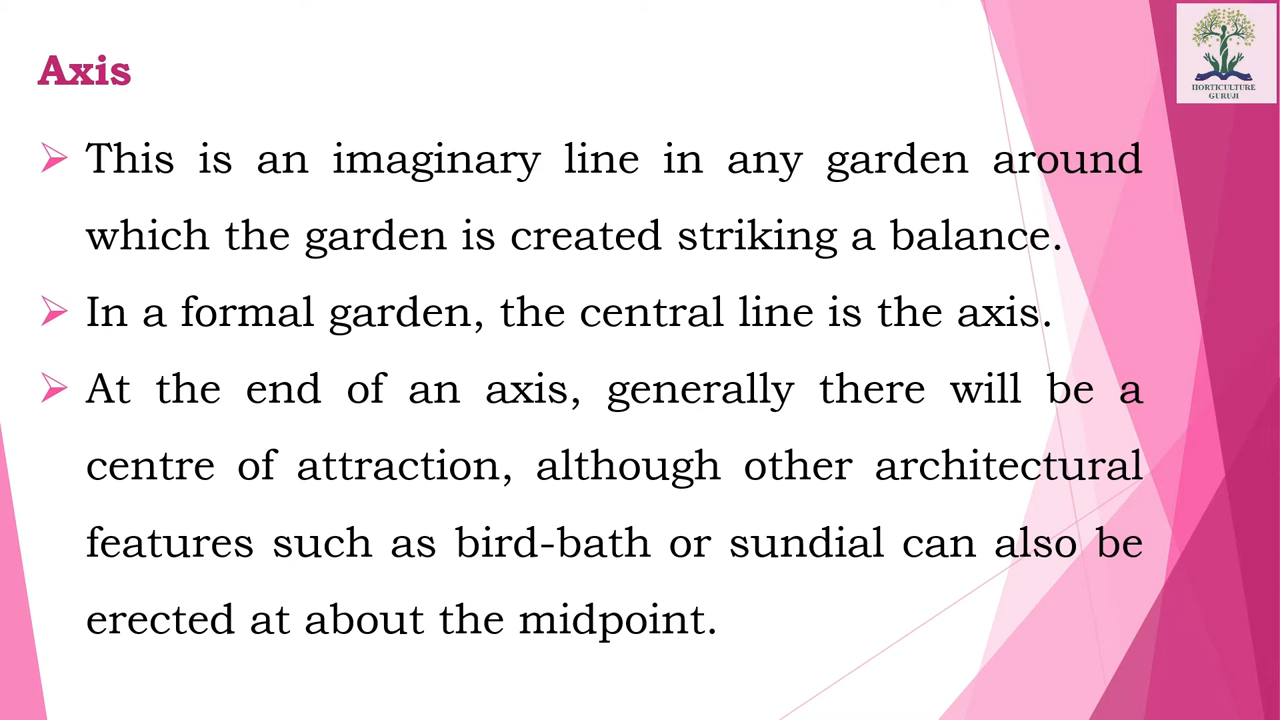 HORTICULTURE
GURUJI
Axis
➢ This is an imaginary line in any garden around
which the garden is created striking a balance.
➢ In a formal garden, the central line is the axis.
➢ At the end of an axis, generally there will be a
centre of attraction, although other architectural
features such as bird-bath or sundial can also be
erected at about the midpoint.